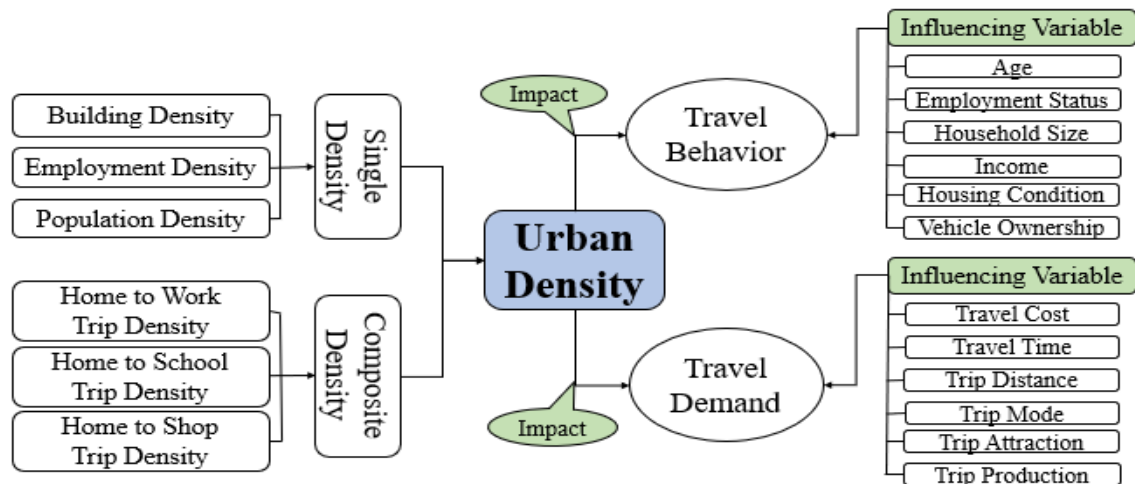 Building Density
Employment Density
Population Density
Single
Density
Home to Work
Trip Density
Home to School
Trip Density
Home to Shop
Trip Density
Composite
Density
Urban
Density
Impact
Travel
Behavior
Impact
Travel
Demand
Influencing Variable
Age
Employment Status
Household Size
Income
Housing Condition
Vehicle Ownership
Influencing Variable
Travel Cost
Travel Time
Trip Distance
Trip Mode
Trip Attraction
Trip Production